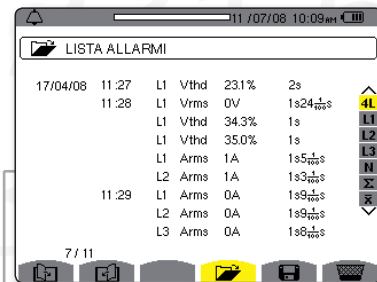 11 /07/08 10:09AM
LISTA ALLARMI
17/04/08 11:27 L1 Vthd 23.1% 2s
11:28 L1 Vrms 0V 1s24 1/100 s
L1 Vthd 34.3% 1s
L1 Vthd 35.0% 1s
L1 Arms 1A 1s5 1/100 s
L2 Arms 1A 1s3 1/100 s
11:29 L1 Arms 0A 1s9 1/100 s
L2 Arms 0A 1s9 1/100 s
L3 Arms 0A 1s8 1/100 s
7 / 11
4L
L1
L2
L3
N
Σ
x̄